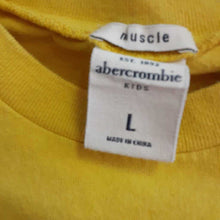 muscle
EST. 1892
abercrombie
KIDS
L
MADE IN CHINA